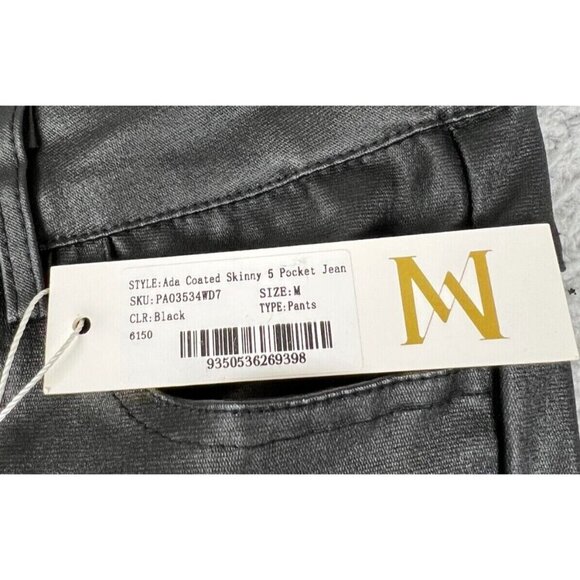 STYLE:Ada Coated Skinny 5 Pocket Jean
SKU:PA03534WD7 SIZE:M
CLR:Black TYPE:Pants
6150
9350536269398